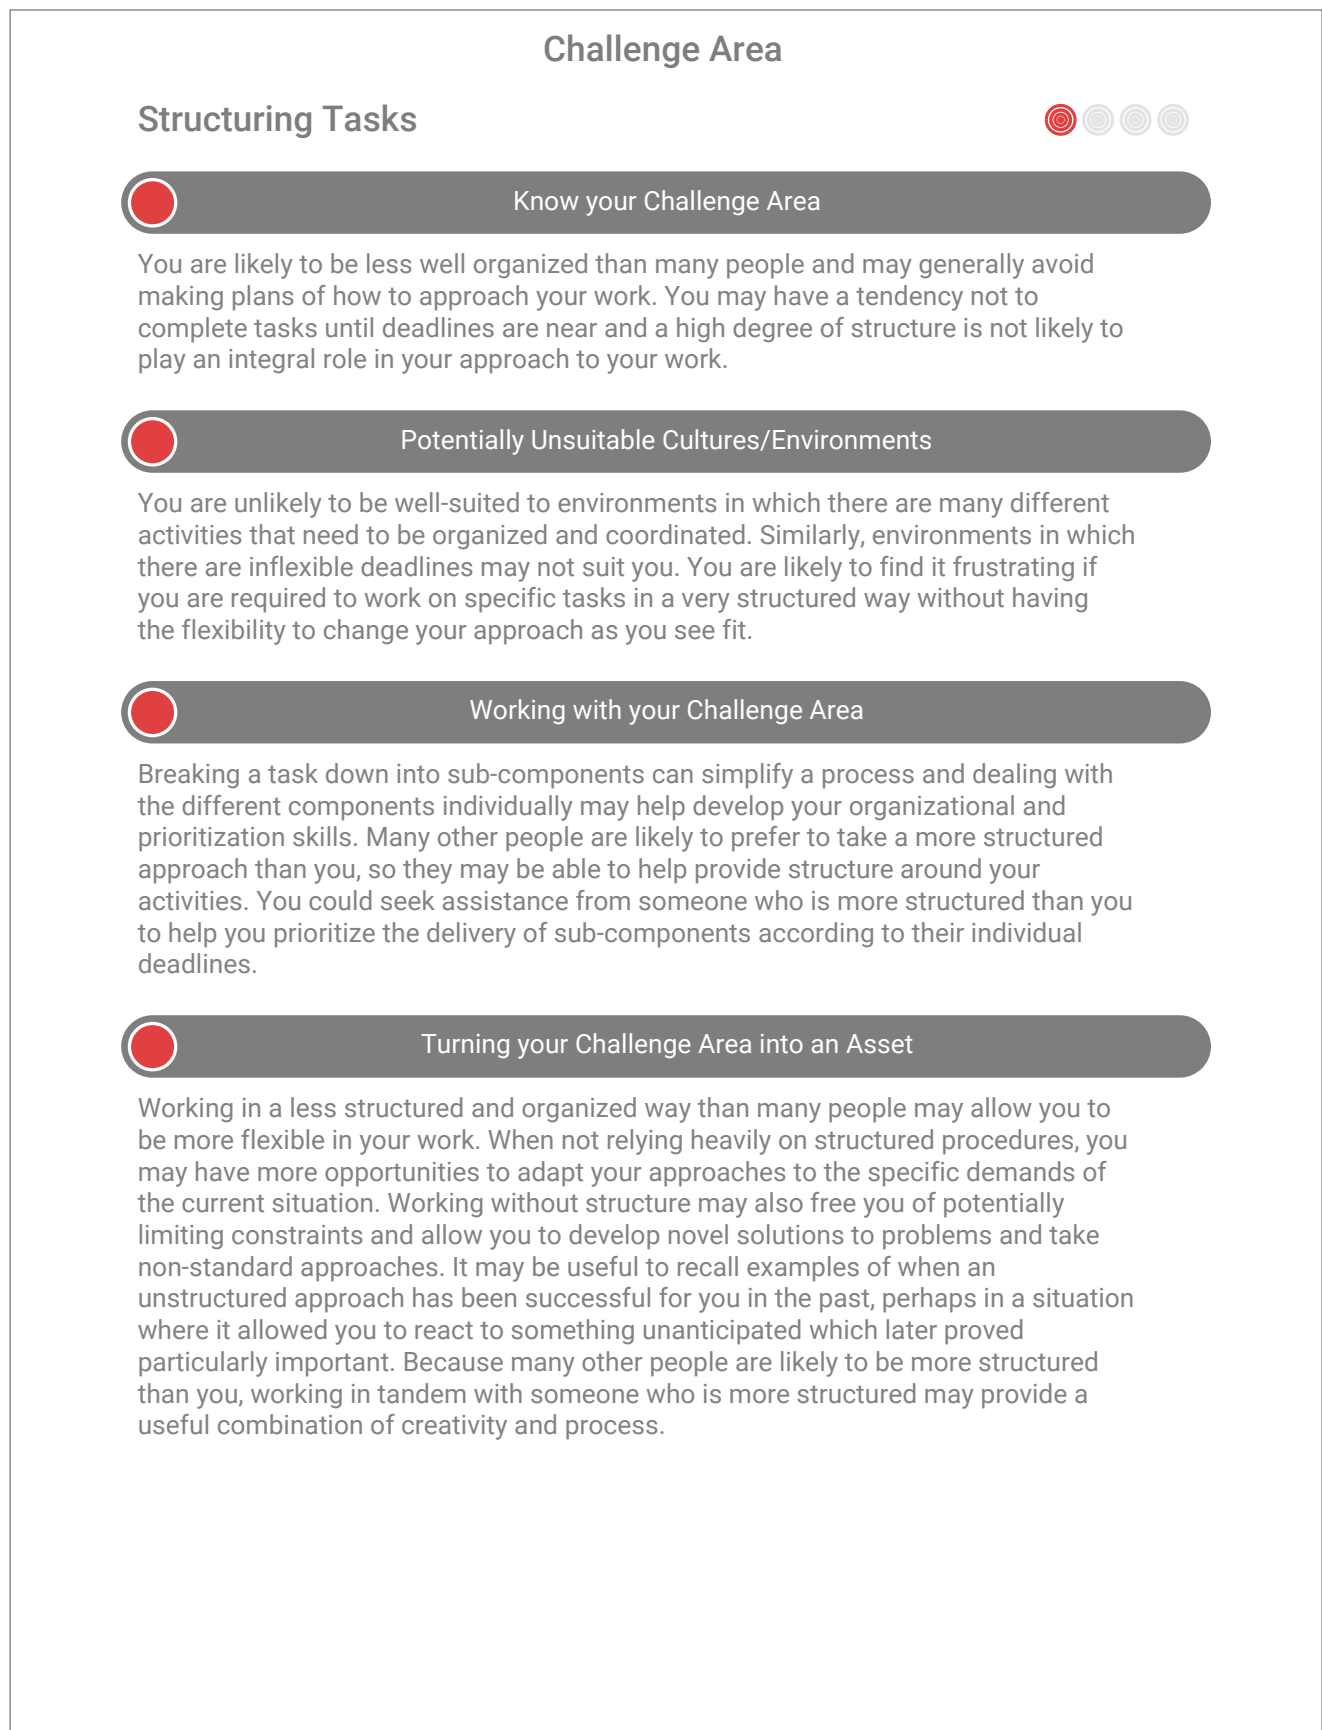 Challenge Area
Structuring Tasks
Know your Challenge Area
You are likely to be less well organized than many people and may generally avoid
making plans of how to approach your work. You may have a tendency not to
complete tasks until deadlines are near and a high degree of structure is not likely to
play an integral role in your approach to your work.
Potentially Unsuitable Cultures/Environments
You are unlikely to be well-suited to environments in which there are many different
activities that need to be organized and coordinated. Similarly, environments in which
there are inflexible deadlines may not suit you. You are likely to find it frustrating if
you are required to work on specific tasks in a very structured way without having
the flexibility to change your approach as you see fit.
Working with your Challenge Area
Breaking a task down into sub-components can simplify a process and dealing with
the different components individually may help develop your organizational and
prioritization skills. Many other people are likely to prefer to take a more structured
approach than you, so they may be able to help provide structure around your
activities. You could seek assistance from someone who is more structured than you
to help you prioritize the delivery of sub-components according to their individual
deadlines.
Turning your Challenge Area into an Asset
Working in a less structured and organized way than many people may allow you to
be more flexible in your work. When not relying heavily on structured procedures, you
may have more opportunities to adapt your approaches to the specific demands of
the current situation. Working without structure may also free you of potentially
limiting constraints and allow you to develop novel solutions to problems and take
non-standard approaches. It may be useful to recall examples of when an
unstructured approach has been successful for you in the past, perhaps in a situation
where it allowed you to react to something unanticipated which later proved
particularly important. Because many other people are likely to be more structured
than you, working in tandem with someone who is more structured may provide a
useful combination of creativity and process.